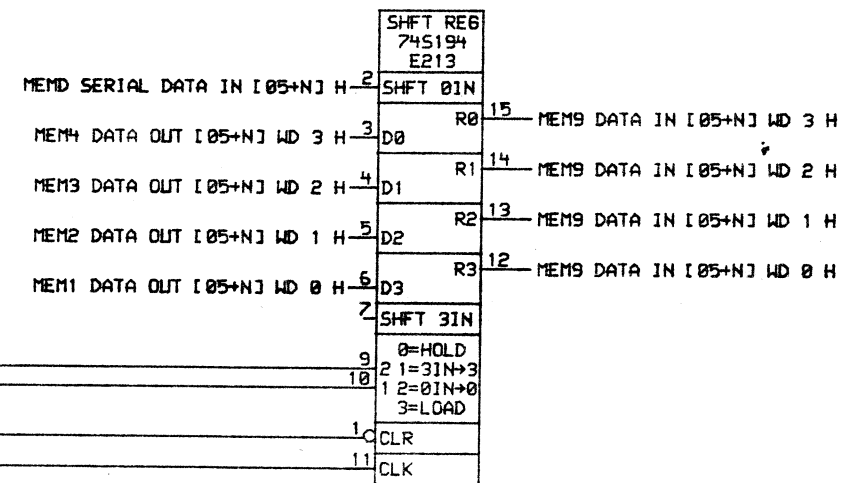 SHFT REG
74S194
E213
MEMD SERIAL DATA IN [05+N] H 2 SHFT 0IN
R0 15 MEM9 DATA IN [05+N] WD 3 H
MEM4 DATA OUT [05+N] WD 3 H 3 D0
R1 14 MEM9 DATA IN [05+N] WD 2 H
MEM3 DATA OUT [05+N] WD 2 H 4 D1
R2 13 MEM9 DATA IN [05+N] WD 1 H
MEM2 DATA OUT [05+N] WD 1 H 5 D2
R3 12 MEM9 DATA IN [05+N] WD 0 H
MEM1 DATA OUT [05+N] WD 0 H 6 D3
7 SHFT 3IN
0=HOLD
9 2 1=3IN→3
10 1 2=0IN→0
3=LOAD
1 CLR
11 CLK